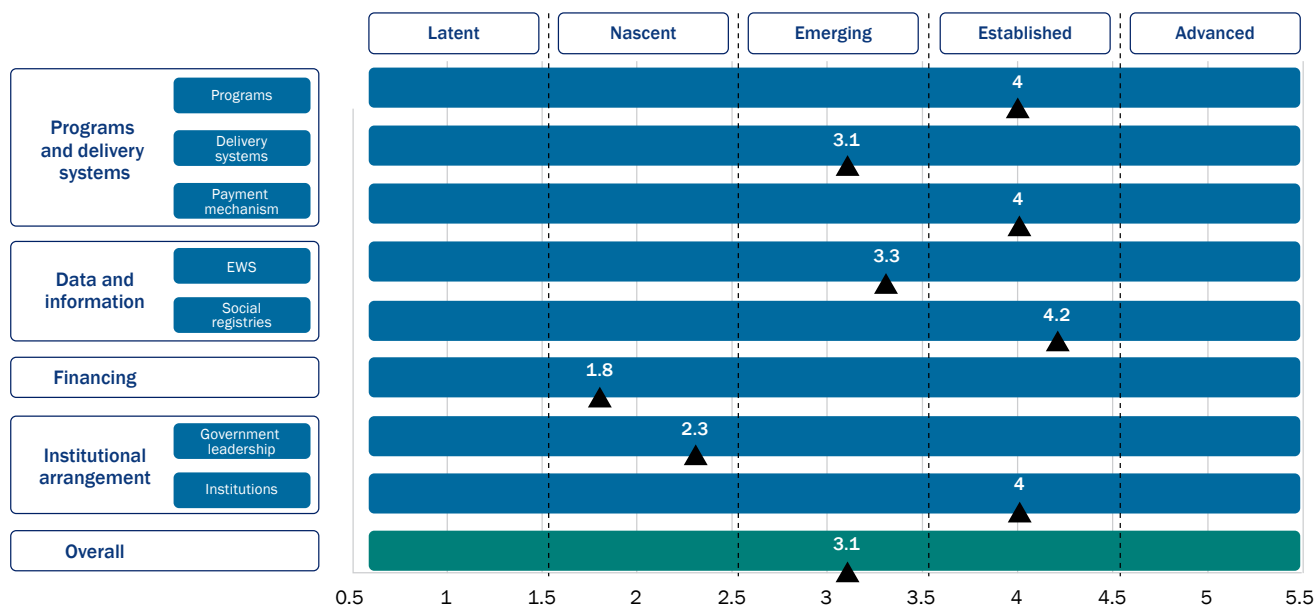 Latent
Nascent
Emerging
Established
Advanced
Programs
and delivery
systems
Programs
4
Delivery
systems
3.1
Payment
mechanism
4
Data and
information
EWS
3.3
Social
registries
4.2
Financing
1.8
Institutional
arrangement
Government
leadership
2.3
Institutions
4
Overall
3.1
0.5 1 1.5 2 2.5 3 3.5 4 4.5 5 5.5